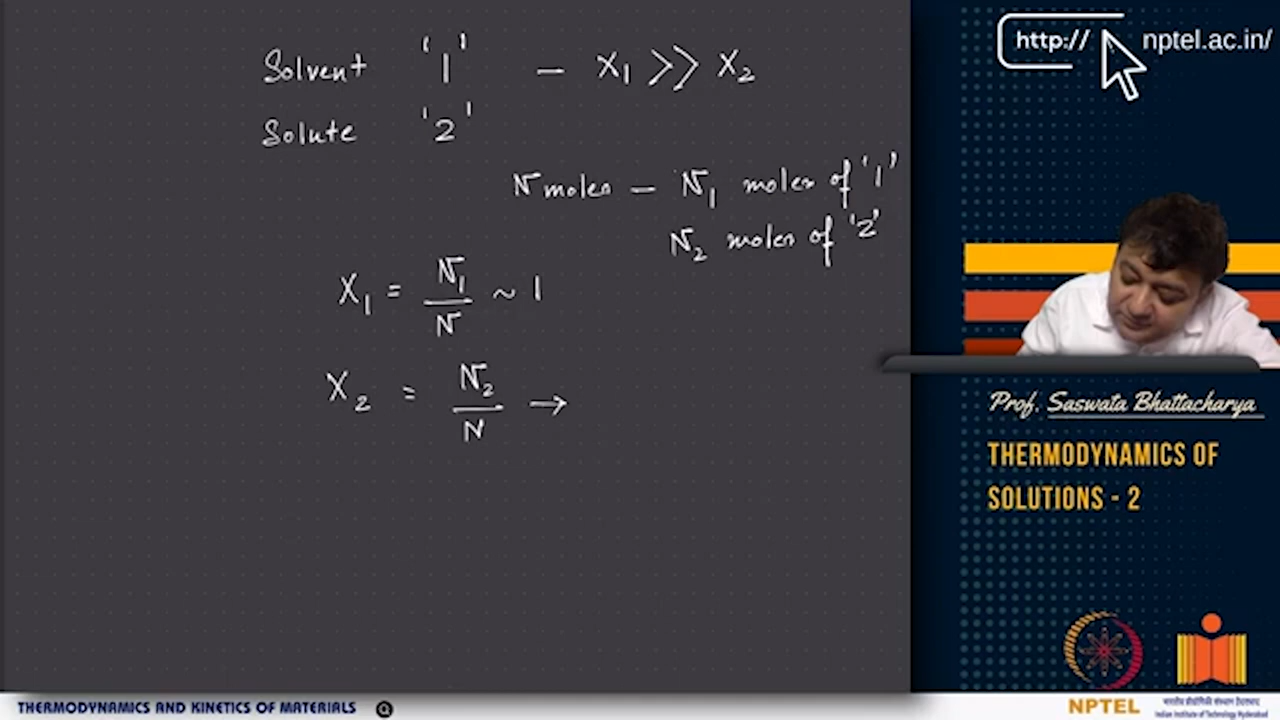 Solvent '1' — X₁ >> X₂
Solute '2'
N moles — N₁ moles of '1'
N₂ moles of '2'
X₁ = N₁/N ~ 1
X₂ = N₂/N →
http:// nptel.ac.in/
Prof. Saswata Bhattacharya
THERMODYNAMICS OF
SOLUTIONS - 2
NPTEL
Indian Institute of Technology Hyderabad
THERMODYNAMICS AND KINETICS OF MATERIALS